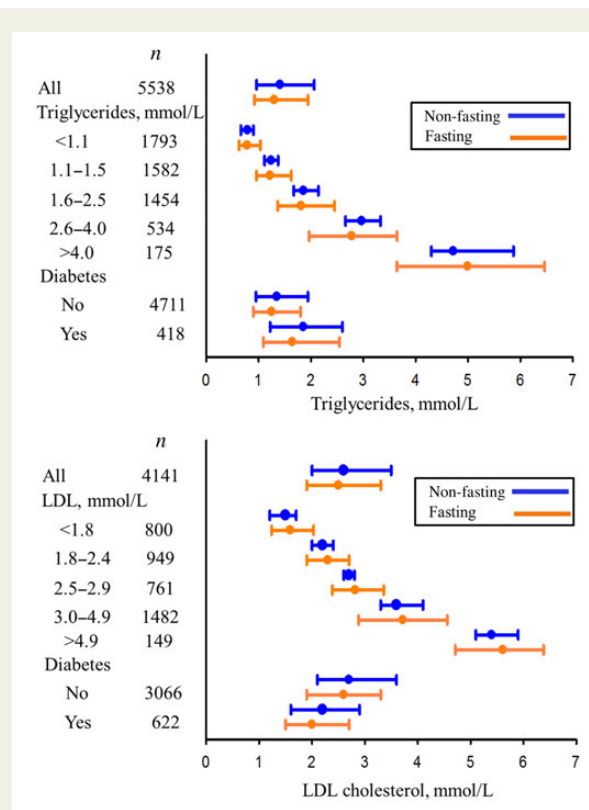 n
All 5538
Triglycerides, mmol/L
Non-fasting
Fasting
<1.1 1793
1.1–1.5 1582
1.6–2.5 1454
2.6–4.0 534
>4.0 175
Diabetes
No 4711
Yes 418
0 1 2 3 4 5 6 7
Triglycerides, mmol/L
n
All 4141
LDL, mmol/L
Non-fasting
Fasting
<1.8 800
1.8–2.4 949
2.5–2.9 761
3.0–4.9 1482
>4.9 149
Diabetes
No 3066
Yes 622
0 1 2 3 4 5 6 7
LDL cholesterol, mmol/L